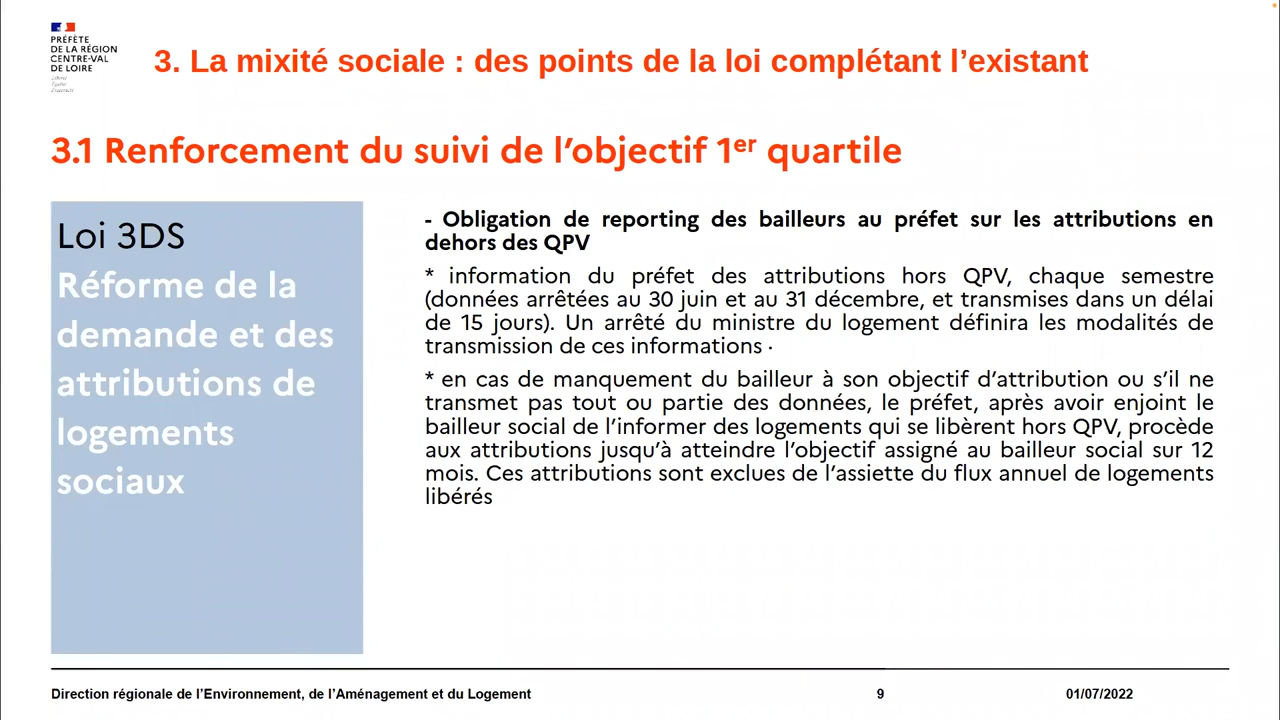 PRÉFÈTE
DE LA RÉGION
CENTRE-VAL
DE LOIRE
Liberté
Égalité
Fraternité
3. La mixité sociale : des points de la loi complétant l’existant
3.1 Renforcement du suivi de l’objectif 1er quartile
Loi 3DS
Réforme de la
demande et des
attributions de
logements
sociaux
- Obligation de reporting des bailleurs au préfet sur les attributions en
dehors des QPV
* information du préfet des attributions hors QPV, chaque semestre
(données arrêtées au 30 juin et au 31 décembre, et transmises dans un délai
de 15 jours). Un arrêté du ministre du logement définira les modalités de
transmission de ces informations ·
* en cas de manquement du bailleur à son objectif d’attribution ou s’il ne
transmet pas tout ou partie des données, le préfet, après avoir enjoint le
bailleur social de l’informer des logements qui se libèrent hors QPV, procède
aux attributions jusqu’à atteindre l’objectif assigné au bailleur social sur 12
mois. Ces attributions sont exclues de l’assiette du flux annuel de logements
libérés
Direction régionale de l’Environnement, de l’Aménagement et du Logement
9
01/07/2022